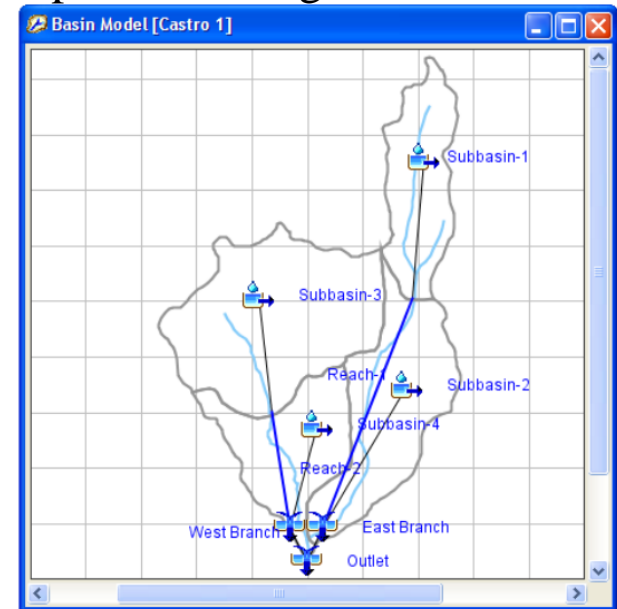 Basin Model [Castro 1]
Subbasin-1
Subbasin-3
Reach-1
Subbasin-2
Subbasin-4
Reach-2
West Branch
East Branch
Outlet